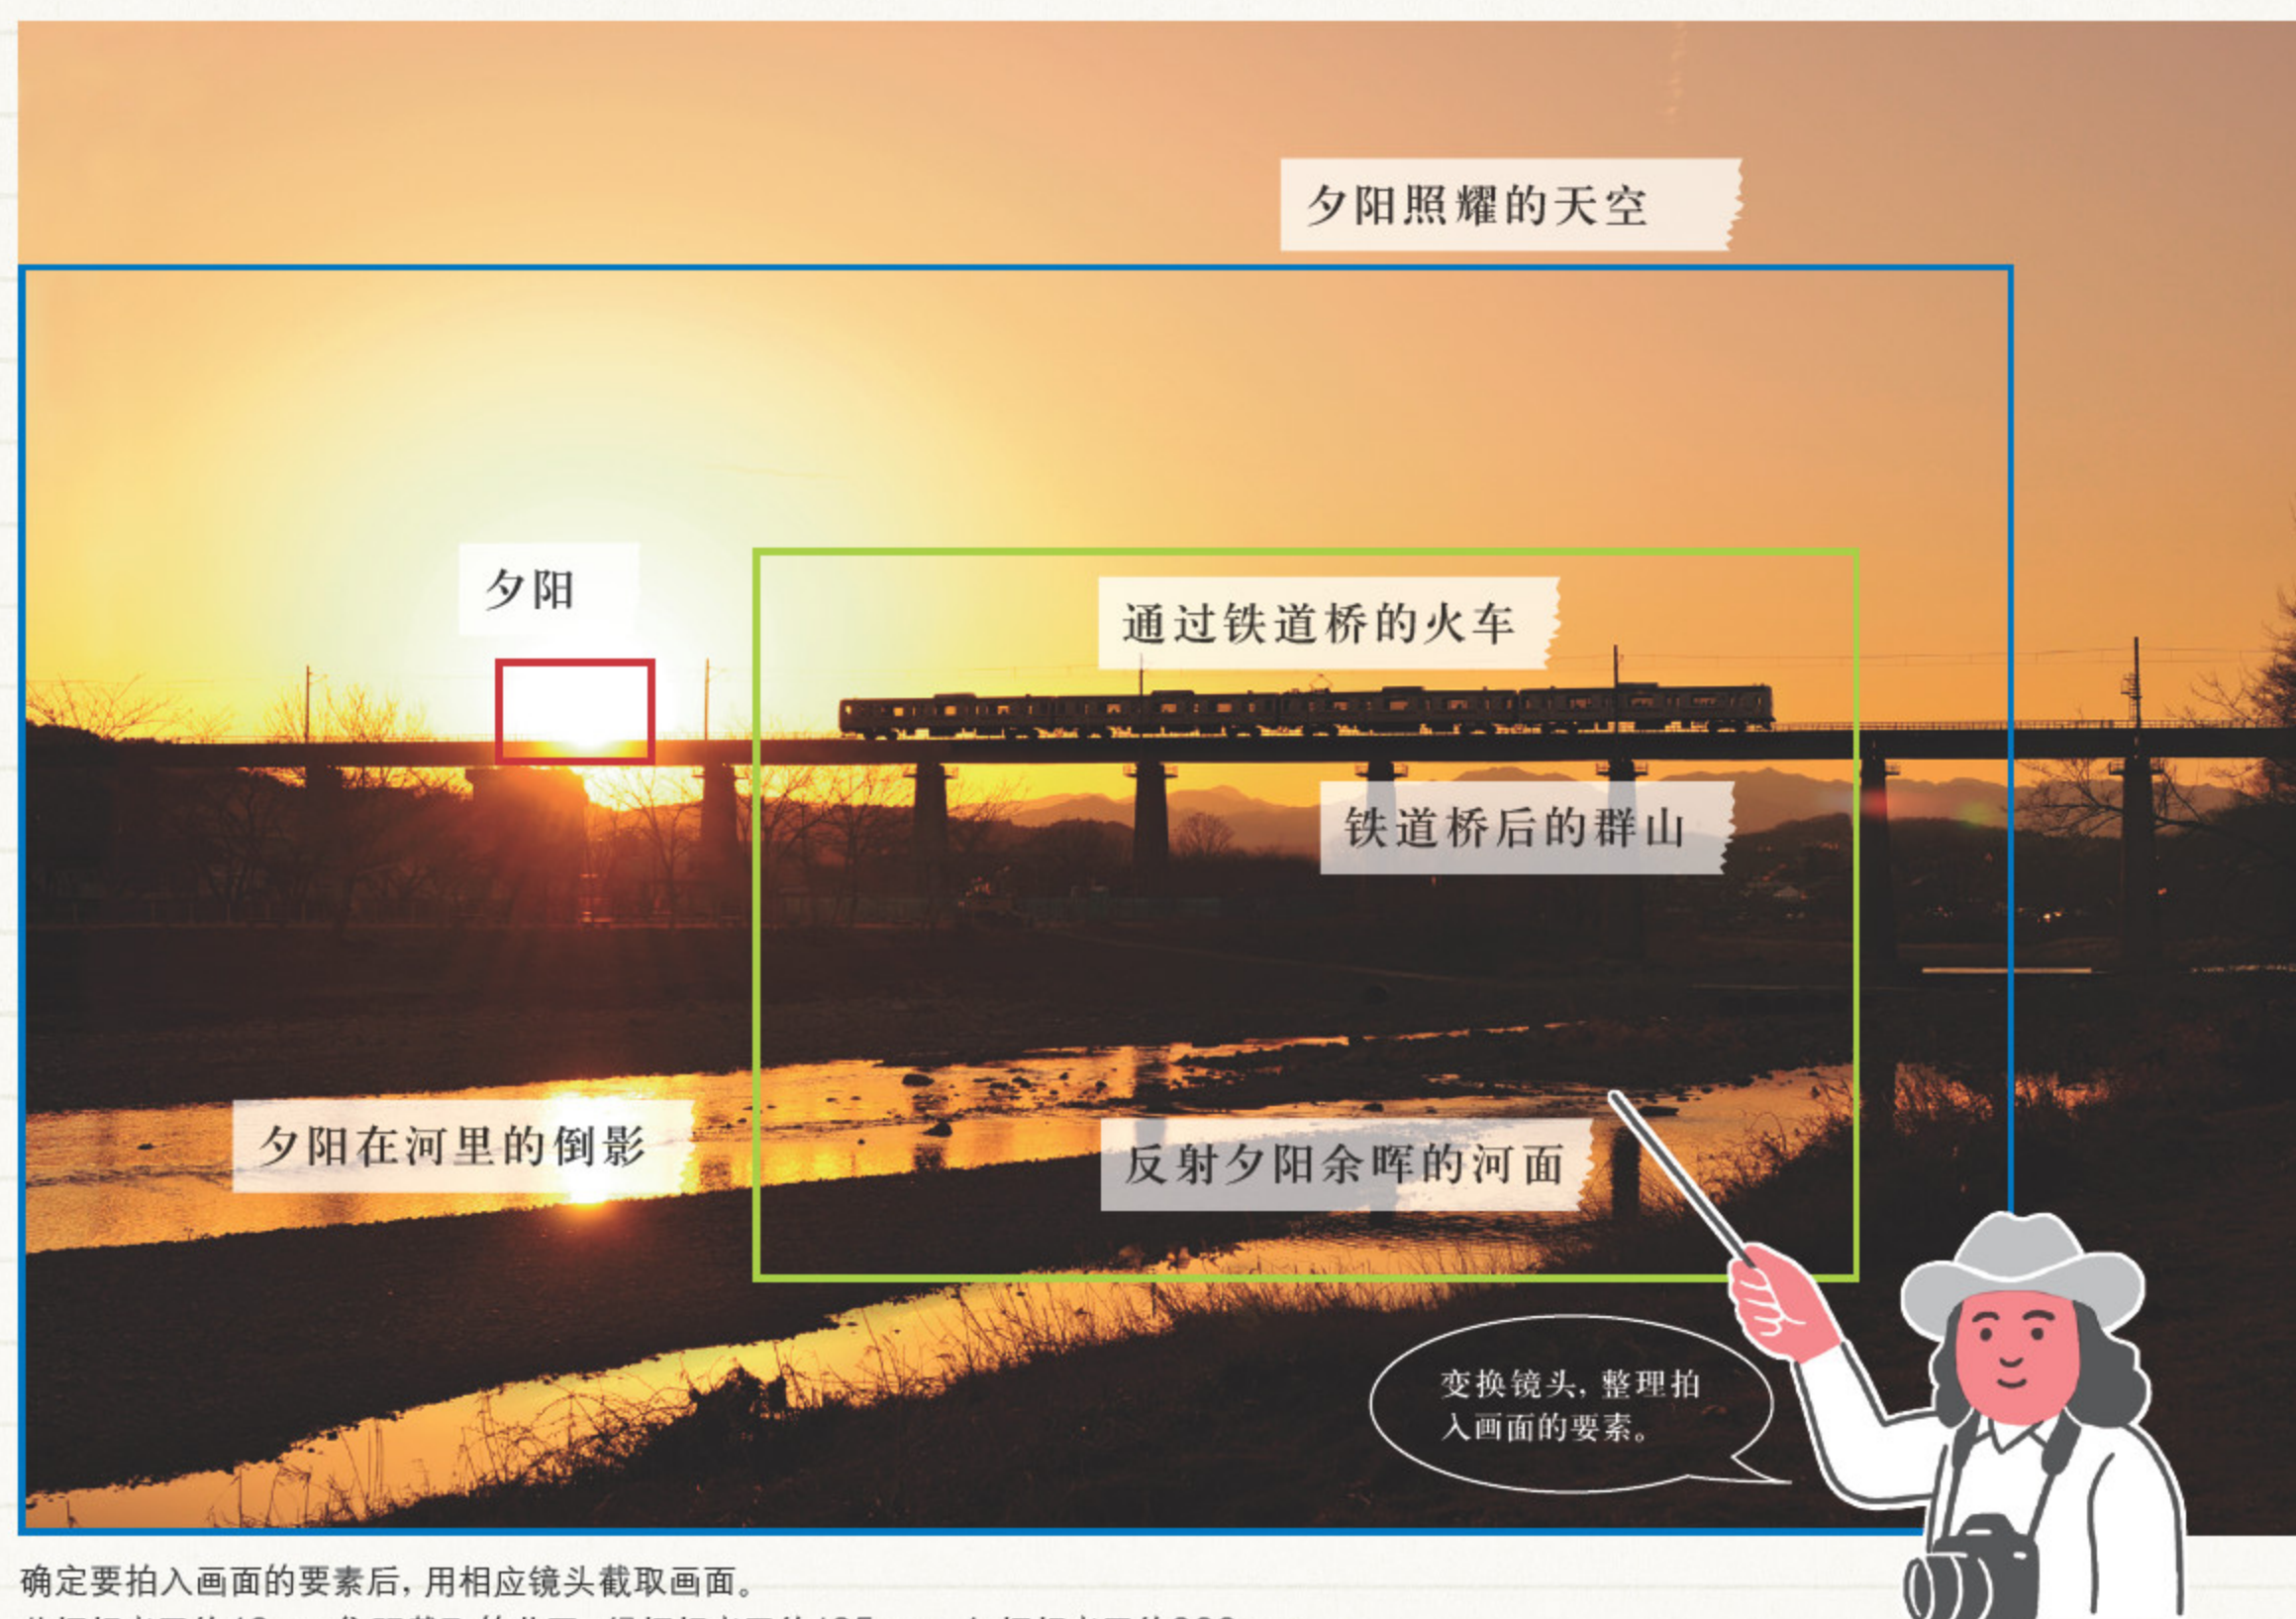 夕阳照耀的天空
夕阳
通过铁道桥的火车
铁道桥后的群山
夕阳在河里的倒影
反射夕阳余晖的河面
变换镜头，整理拍
入画面的要素。
确定要拍入画面的要素后，用相应镜头截取画面。